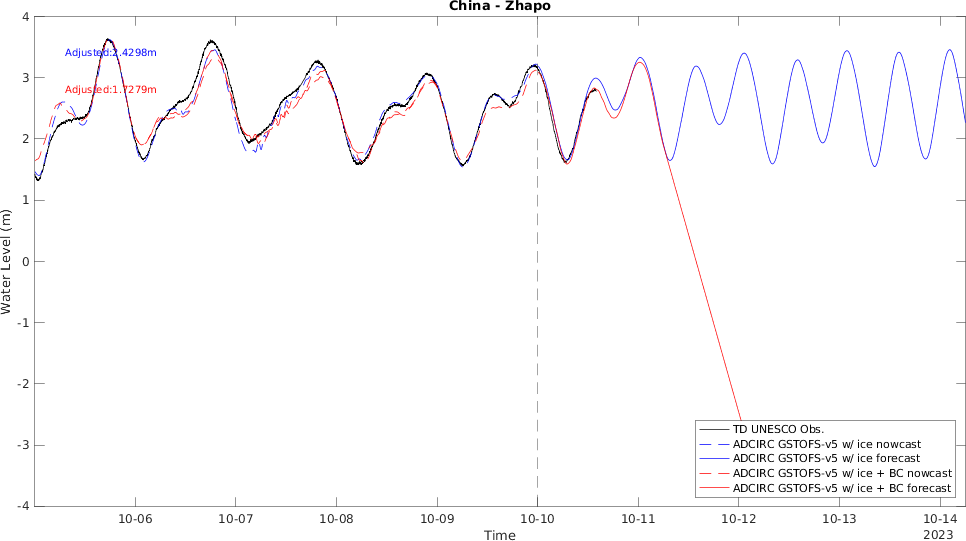 China - Zhapo
4
3
2
1
0
-1
-2
-3
-4
Water Level (m)
Adjusted:2.4298m
Adjusted:1.7279m
TD UNESCO Obs.
ADCIRC GSTOFS-v5 w/ ice nowcast
ADCIRC GSTOFS-v5 w/ ice forecast
ADCIRC GSTOFS-v5 w/ ice + BC nowcast
ADCIRC GSTOFS-v5 w/ ice + BC forecast
10-06 10-07 10-08 10-09 10-10 10-11 10-12 10-13 10-14
2023
Time